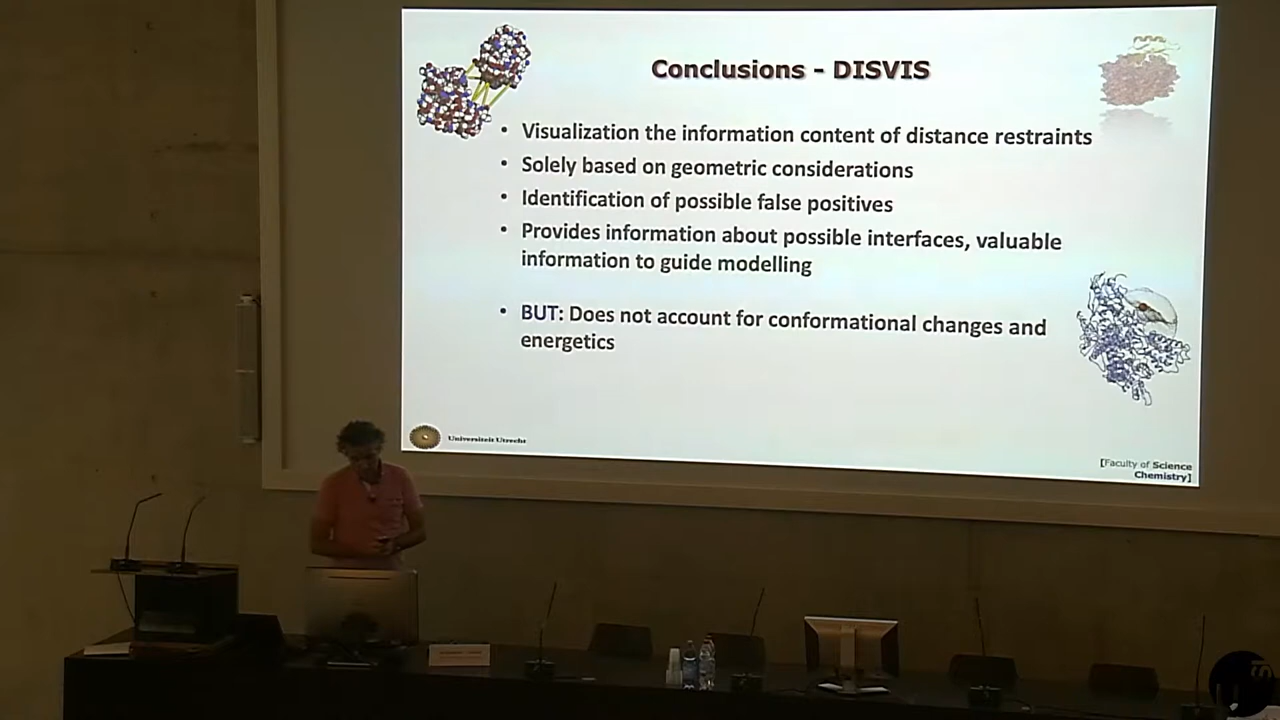 Conclusions - DISVIS
• Visualization the information content of distance restraints
• Solely based on geometric considerations
• Identification of possible false positives
• Provides information about possible interfaces, valuable
information to guide modelling
• BUT: Does not account for conformational changes and
energetics
Universiteit Utrecht
[Faculty of Science
Chemistry]